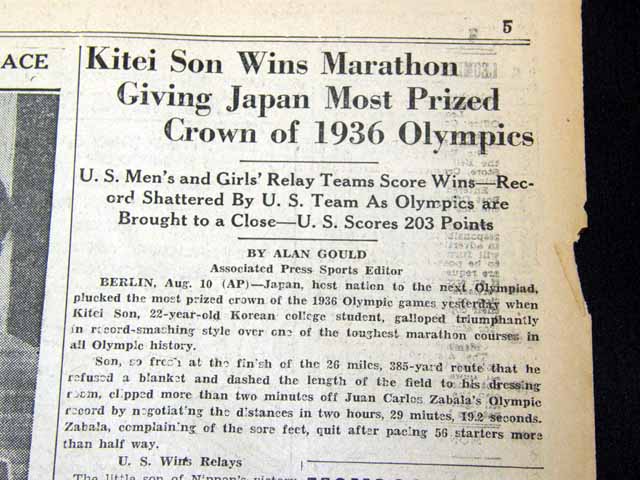 5
ACE
Kitei Son Wins Marathon
Giving Japan Most Prized
Crown of 1936 Olympics
U. S. Men's and Girls' Relay Teams Score Wins—Rec-
ord Shattered By U. S. Team As Olympics are
Brought to a Close—U. S. Scores 203 Points
BY ALAN GOULD
Associated Press Sports Editor
BERLIN, Aug. 10 (AP)—Japan, host nation to the next Olympiad,
plucked the most prized crown of the 1936 Olympic games yesterday when
Kitei Son, 22-year-old Korean college student, galloped triumphantly
in record-smashing style over one of the toughest marathon courses in
all Olympic history.
Son, so fresh at the finish of the 26 miles, 385-yard route that he
refused a blanket and dashed the length of the field to his dressing
room, clipped more than two minutes off Juan Carlos Zabala's Olympic
record by negotiating the distances in two hours, 29 miutes, 19.2 seconds.
Zabala, complaining of the sore feet, quit after pacing 56 starters more
than half way.
U. S. Wins Relays
The little son of Nippon's victory